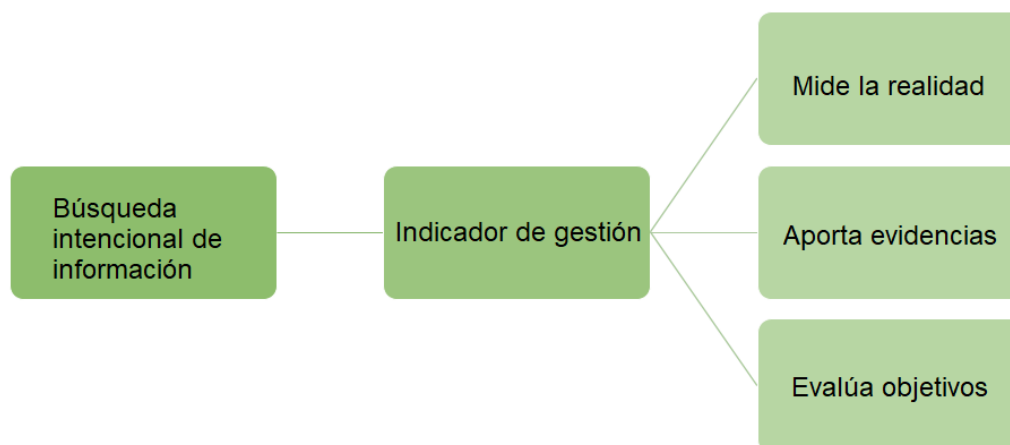 Búsqueda
intencional de
información
Indicador de gestión
Mide la realidad
Aporta evidencias
Evalúa objetivos